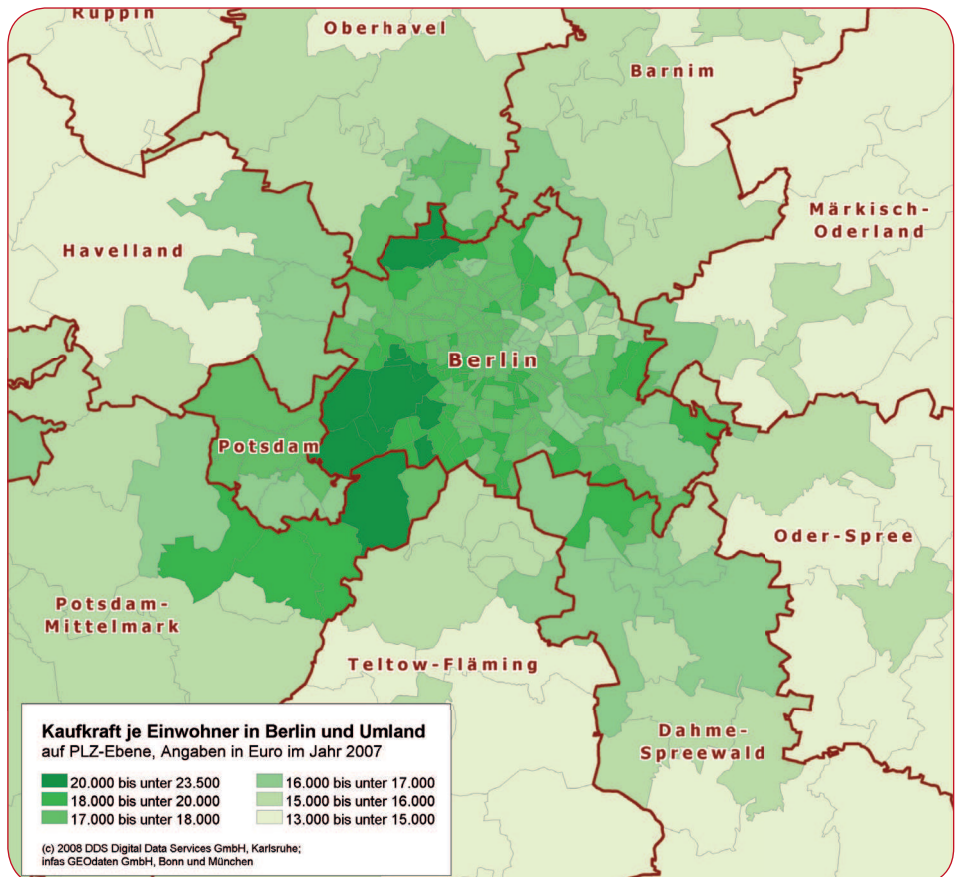 Ruppin
Oberhavel
Barnim
Märkisch-
Oderland
Havelland
Berlin
Potsdam
Oder-Spree
Potsdam-
Mittelmark
Teltow-Fläming
Dahme-
Spreewald
Kaufkraft je Einwohner in Berlin und Umland
auf PLZ-Ebene, Angaben in Euro im Jahr 2007
20.000 bis unter 23.500
18.000 bis unter 20.000
17.000 bis unter 18.000
16.000 bis unter 17.000
15.000 bis unter 16.000
13.000 bis unter 15.000
(c) 2008 DDS Digital Data Services GmbH, Karlsruhe;
infas GEOdaten GmbH, Bonn und München